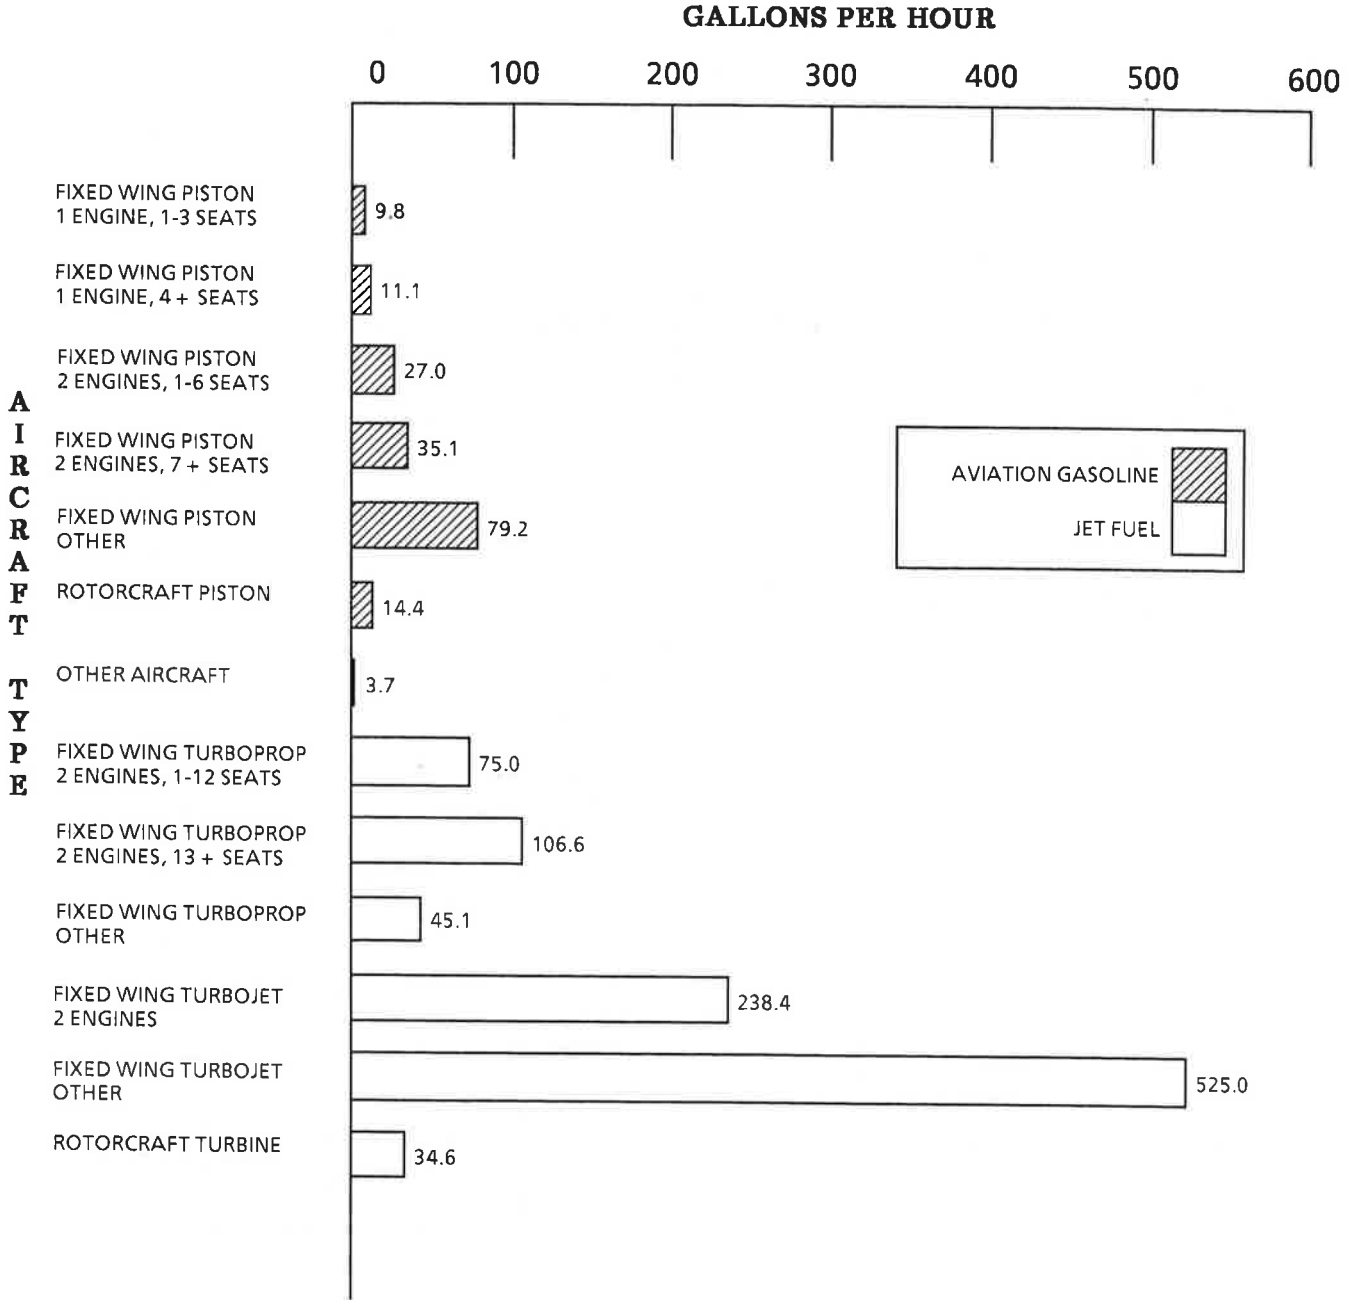 GALLONS PER HOUR
0 100 200 300 400 500 600
AIRCRAFT TYPE
FIXED WING PISTON
1 ENGINE, 1-3 SEATS
9.8
FIXED WING PISTON
1 ENGINE, 4 + SEATS
11.1
FIXED WING PISTON
2 ENGINES, 1-6 SEATS
27.0
FIXED WING PISTON
2 ENGINES, 7 + SEATS
35.1
FIXED WING PISTON
OTHER
79.2
ROTORCRAFT PISTON
14.4
OTHER AIRCRAFT
3.7
FIXED WING TURBOPROP
2 ENGINES, 1-12 SEATS
75.0
FIXED WING TURBOPROP
2 ENGINES, 13 + SEATS
106.6
FIXED WING TURBOPROP
OTHER
45.1
FIXED WING TURBOJET
2 ENGINES
238.4
FIXED WING TURBOJET
OTHER
525.0
ROTORCRAFT TURBINE
34.6
AVIATION GASOLINE
JET FUEL